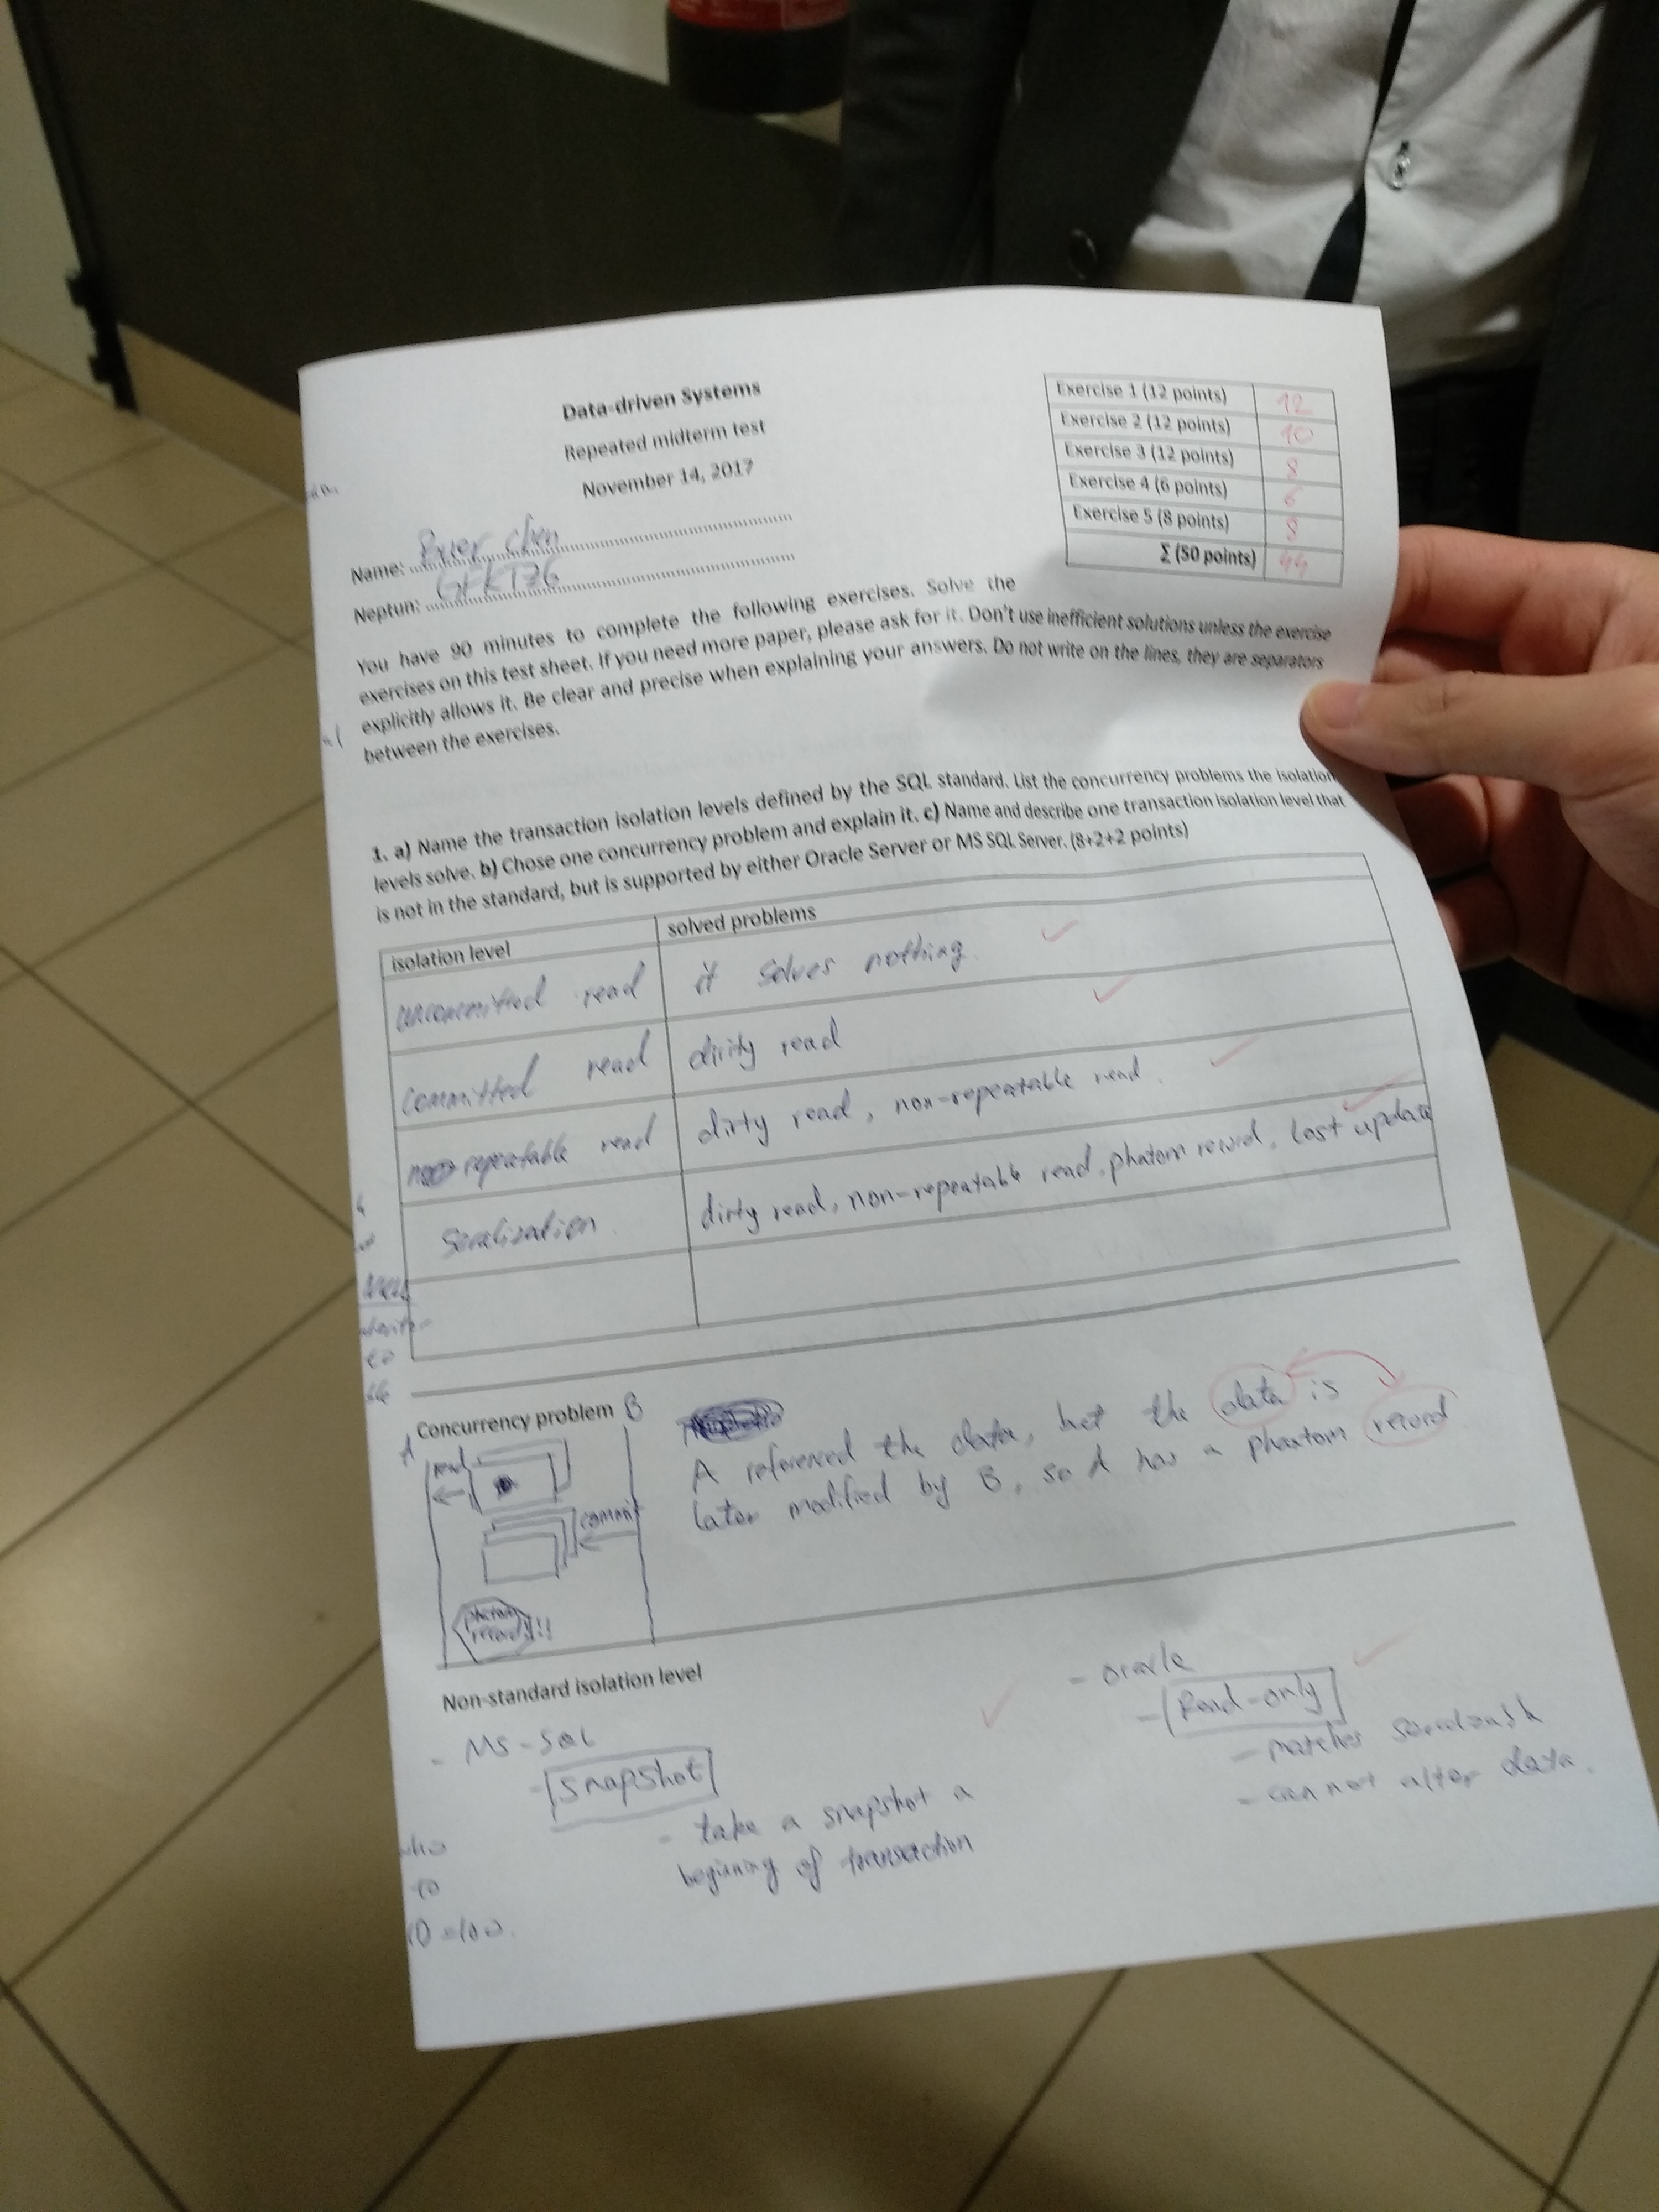 Data-driven Systems
Repeated midterm test
November 14, 2017
Exercise 1 (12 points) 12
Exercise 2 (12 points) 10
Exercise 3 (12 points) 8
Exercise 4 (6 points) 6
Exercise 5 (8 points) 8
Σ (50 points) 44
Name: chen
Neptun:
You have 90 minutes to complete the following exercises. Solve the
exercises on this test sheet. If you need more paper, please ask for it. Don't use inefficient solutions unless the exercise
explicitly allows it. Be clear and precise when explaining your answers. Do not write on the lines, they are separators
between the exercises.
1. a) Name the transaction isolation levels defined by the SQL standard. List the concurrency problems the isolation
levels solve. b) Chose one concurrency problem and explain it. c) Name and describe one transaction isolation level that
is not in the standard, but is supported by either Oracle Server or MS SQL Server. (8+2+2 points)
isolation level solved problems
uncommitted read it solves nothing.
committed read dirity read
repeatable read dirty read, non-repeatable read.
serialization. dirty read, non-repeatable read, phatom record, lost update
Concurrency problem
A B
read
commit
phatom
record!!!
A referenced the data, but the data is
later modified by B, so A has a phantom record
Non-standard isolation level
- MS-SQL
- Snapshot
- take a snapshot a
beginning of transaction
- oracle
- Read-only
- matches
- can not alter data.
who
to